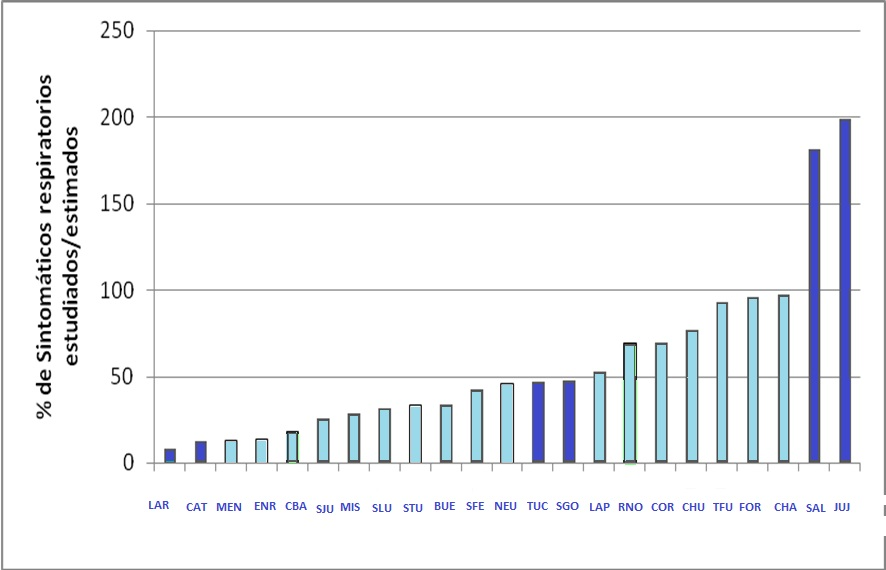 % de Sintomáticos respiratorios
estudiados/estimados
250
200
150
100
50
0
LAR CAT MEN ENR CBA SJU MIS SLU STU BUE SFE NEU TUC SGO LAP RNO COR CHU TFU FOR CHA SAL JUJ